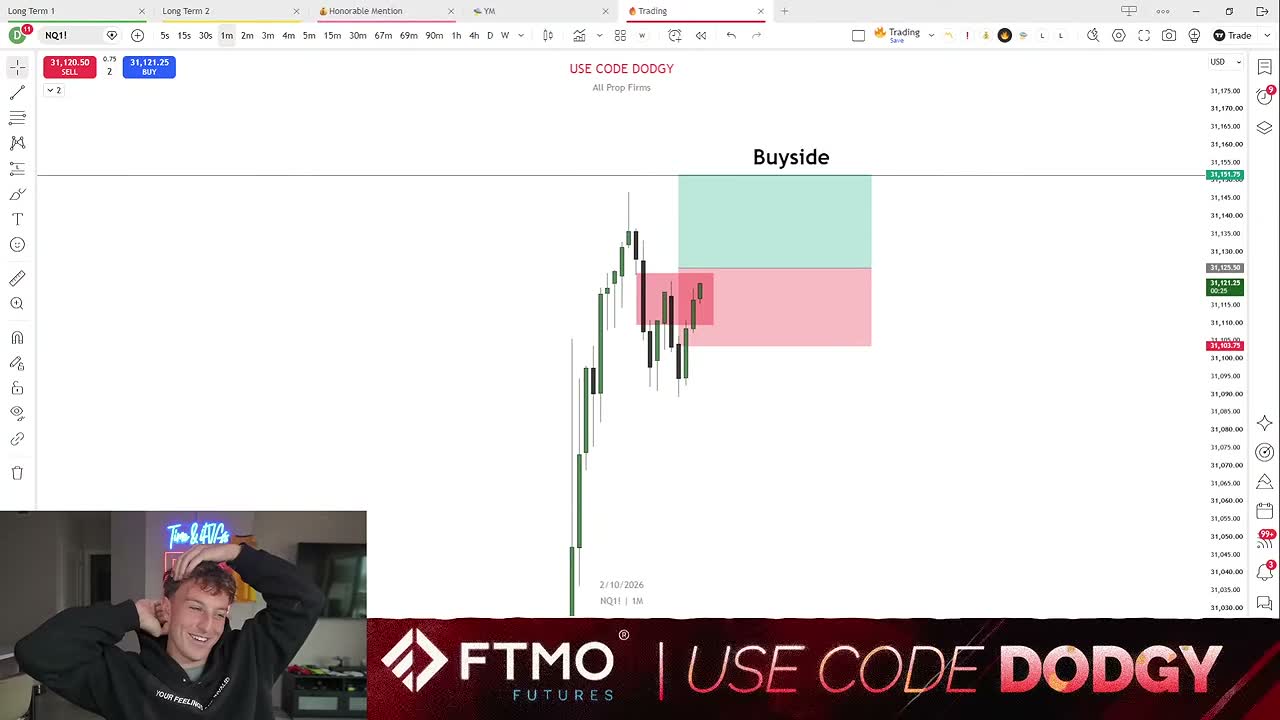 Long Term 1
Long Term 2
💰Honorable Mention
YM
🔥 Trading
D
11
NQ1!
5s 15s 30s 1m 2m 3m 4m 5m 15m 30m 67m 69m 90m 1h 4h D W
W
Trading
Save
L L
Trade
31,120.50
SELL
0.75
2
31,121.25
BUY
2
USE CODE DODGY
All Prop Firms
USD
31,175.00
31,170.00
31,165.00
31,160.00
31,155.00
31,151.75
31,145.00
31,140.00
31,135.00
31,130.00
31,125.50
31,121.25
00:25
31,115.00
31,110.00
31,103.75
31,100.00
31,095.00
31,090.00
31,085.00
31,080.00
31,075.00
31,070.00
31,065.00
31,060.00
31,055.00
31,050.00
31,045.00
31,040.00
31,035.00
31,030.00
Buyside
9
99+
3
2/10/2026
NQ1! | 1M
YOUR FEELINGS
FTMO®
FUTURES
| USE CODE DODGY